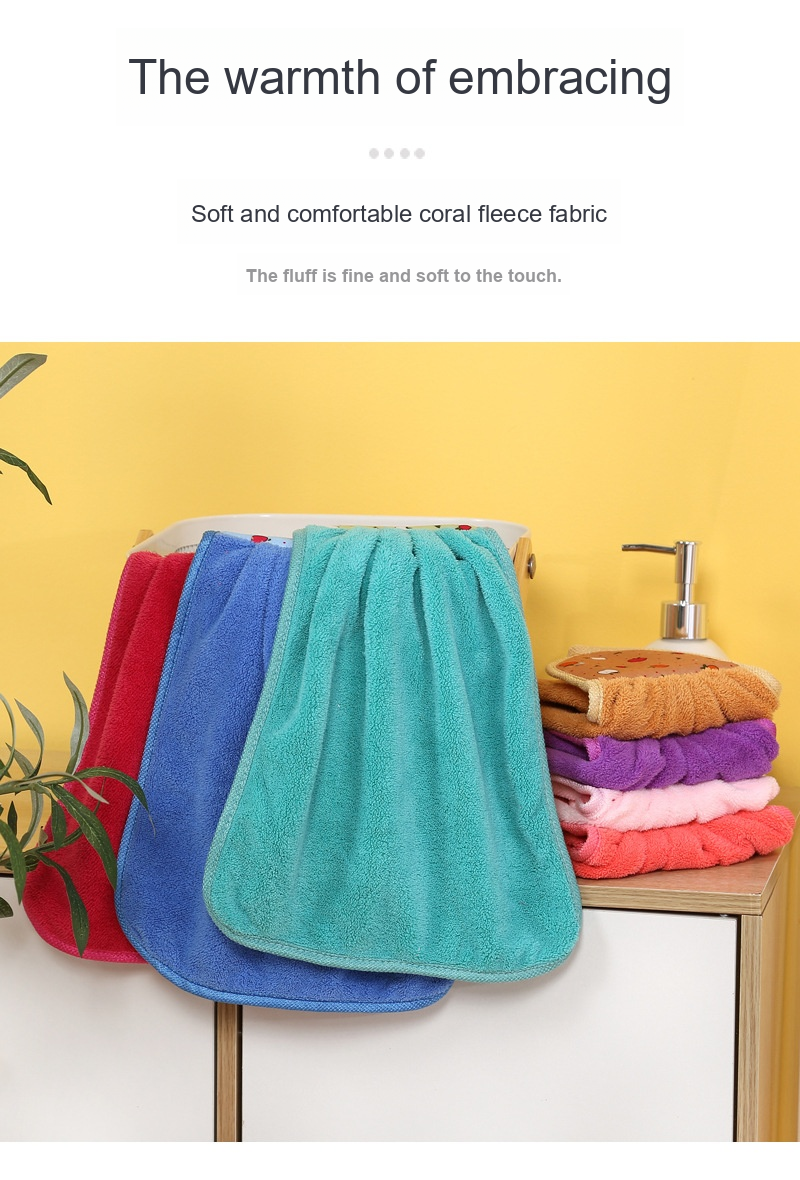 The warmth of embracing
Soft and comfortable coral fleece fabric
The fluff is fine and soft to the touch.